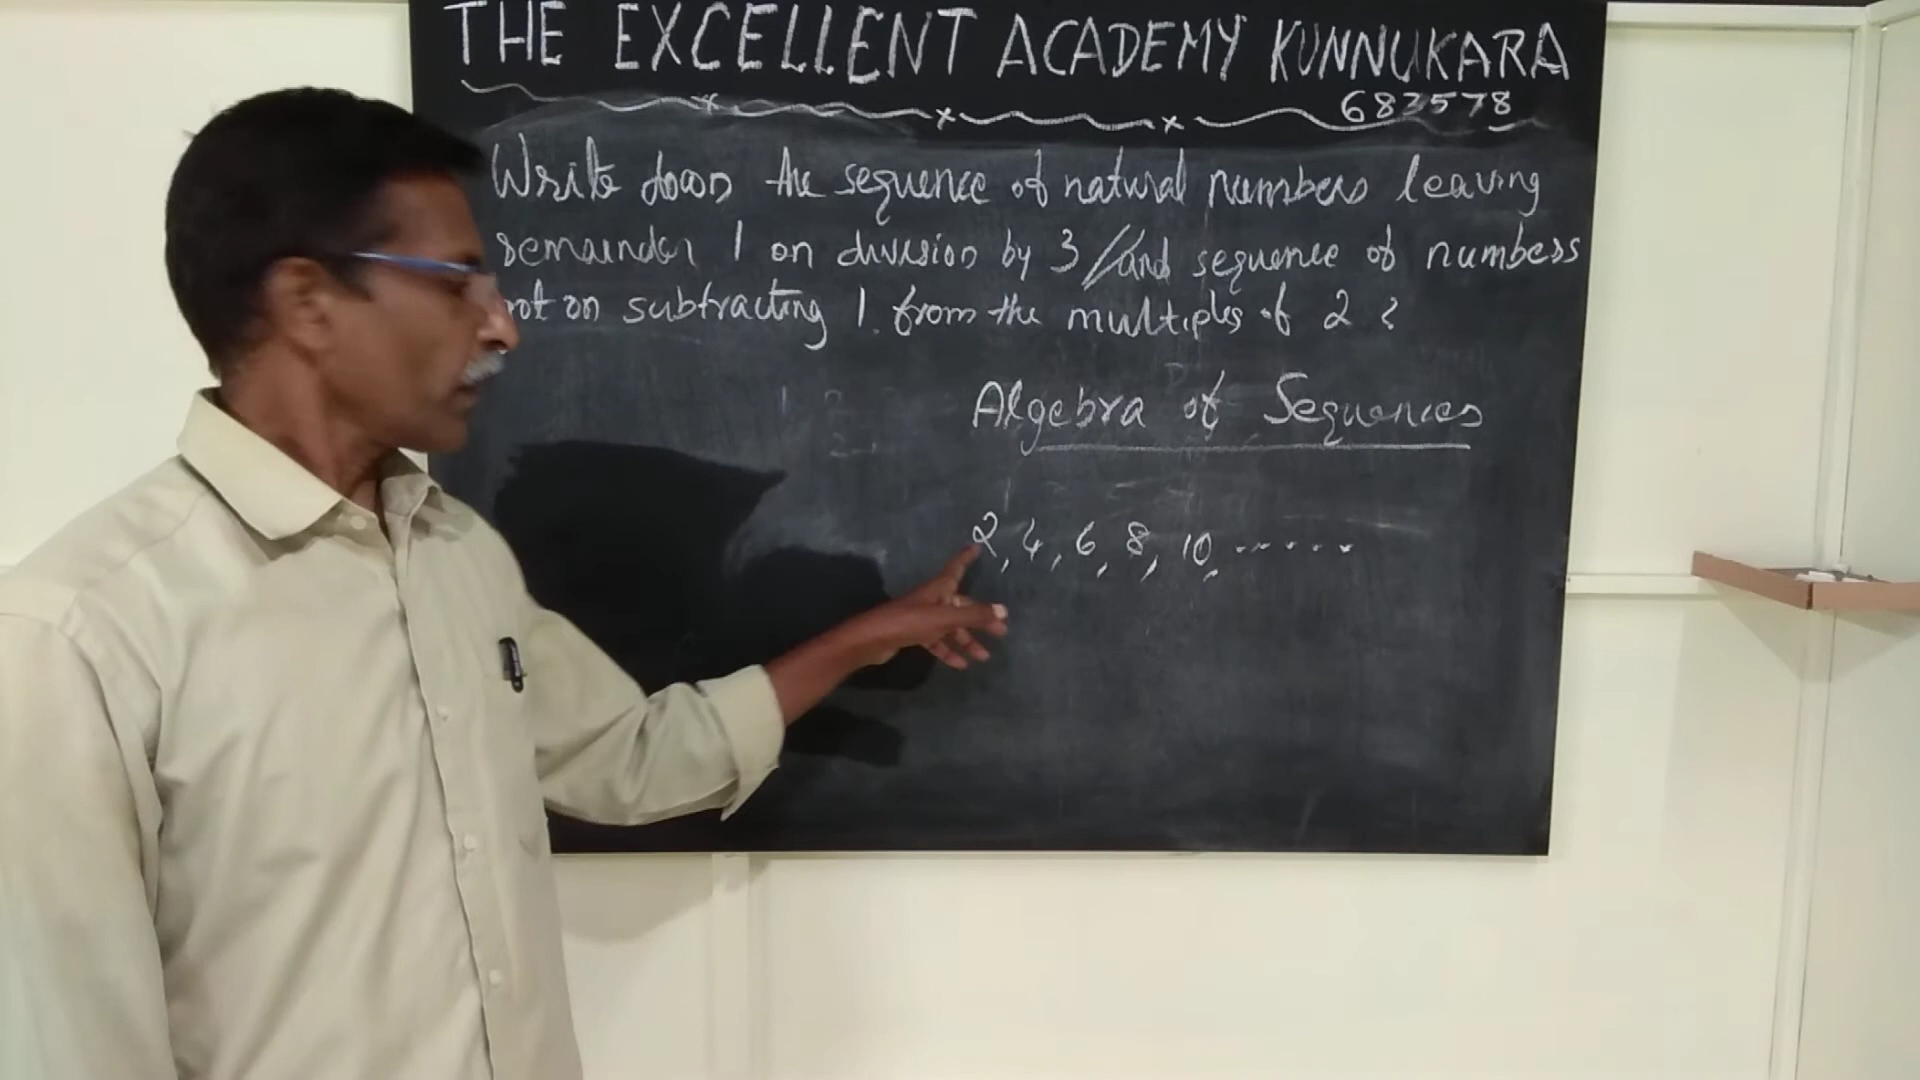 THE EXCELLENT ACADEMY KUNNUKARA
683578
Write down the sequence of natural numbers leaving
remainder 1 on division by 3 / and sequence of numbers
on subtracting 1 from the multiples of 2 ?
Algebra of Sequences
2, 4, 6, 8, 10, ......